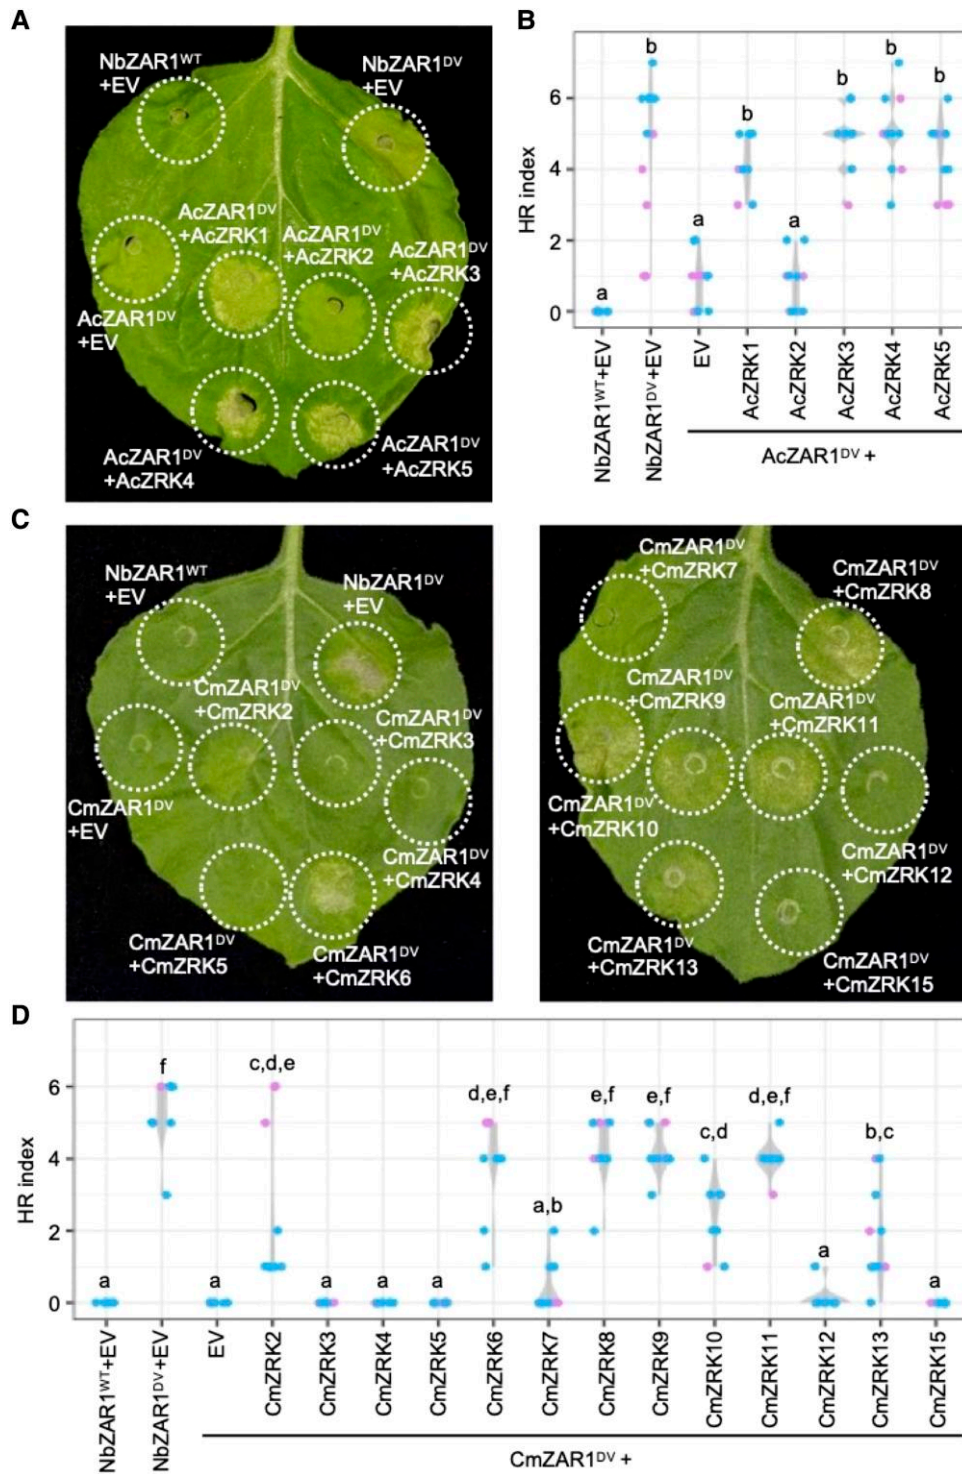 A
NbZAR1WT
+EV
NbZAR1DV
+EV
AcZAR1DV
+AcZRK1
AcZAR1DV
+AcZRK2
AcZAR1DV
+AcZRK3
AcZAR1DV
+EV
AcZAR1DV
+AcZRK4
AcZAR1DV
+AcZRK5
B
HR index
6
4
2
0
a
b
a
b
a
b
b
b
NbZAR1WT+EV
NbZAR1DV+EV
EV
AcZRK1
AcZRK2
AcZRK3
AcZRK4
AcZRK5
AcZAR1DV +
C
NbZAR1WT
+EV
NbZAR1DV
+EV
CmZAR1DV
+CmZRK2
CmZAR1DV
+CmZRK3
CmZAR1DV
+EV
CmZAR1DV
+CmZRK4
CmZAR1DV
+CmZRK5
CmZAR1DV
+CmZRK6
CmZAR1DV
+CmZRK7
CmZAR1DV
+CmZRK8
CmZAR1DV
+CmZRK9
CmZAR1DV
+CmZRK11
CmZAR1DV
+CmZRK10
CmZAR1DV
+CmZRK12
CmZAR1DV
+CmZRK13
CmZAR1DV
+CmZRK15
D
HR index
6
4
2
0
a
f
a
c,d,e
a
a
a
d,e,f
a,b
e,f
e,f
c,d
d,e,f
a
b,c
a
NbZAR1WT+EV
NbZAR1DV+EV
EV
CmZRK2
CmZRK3
CmZRK4
CmZRK5
CmZRK6
CmZRK7
CmZRK8
CmZRK9
CmZRK10
CmZRK11
CmZRK12
CmZRK13
CmZRK15
CmZAR1DV +